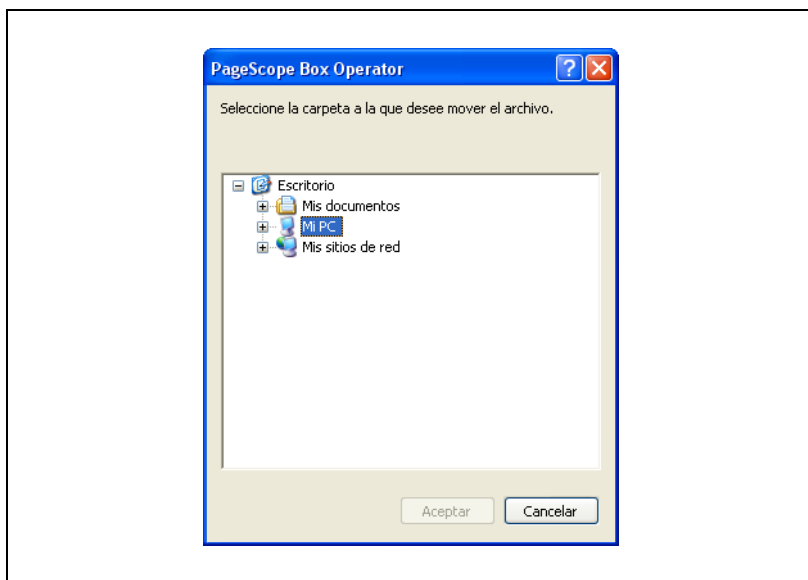 PageScope Box Operator
Seleccione la carpeta a la que desee mover el archivo.
Escritorio
Mis documentos
Mi PC
Mis sitios de red
Aceptar Cancelar